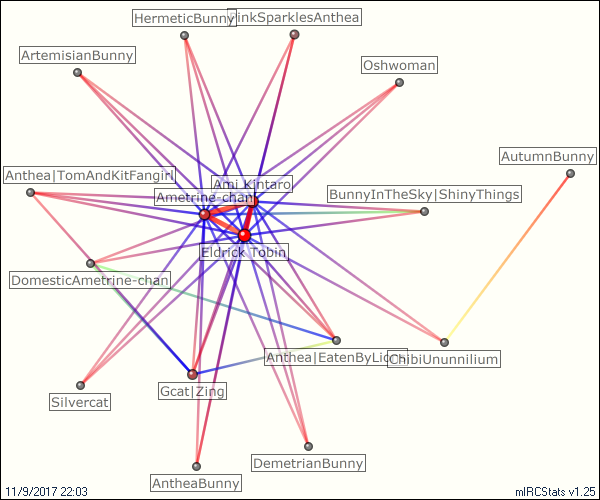 HermeticBunny
PinkSparklesAnthea
ArtemisianBunny
Oshwoman
AutumnBunny
Anthea|TomAndKitFangirl
Ami Kintaro
Ametrine-chan
BunnyInTheSky|ShinyThings
Eldrick Tobin
DomesticAmetrine-chan
Anthea|EatenByLion
ChibiUnunnilium
Gcat|Zing
Silvercat
DemetrianBunny
AntheaBunny
11/9/2017 22:03
mIRCStats v1.25